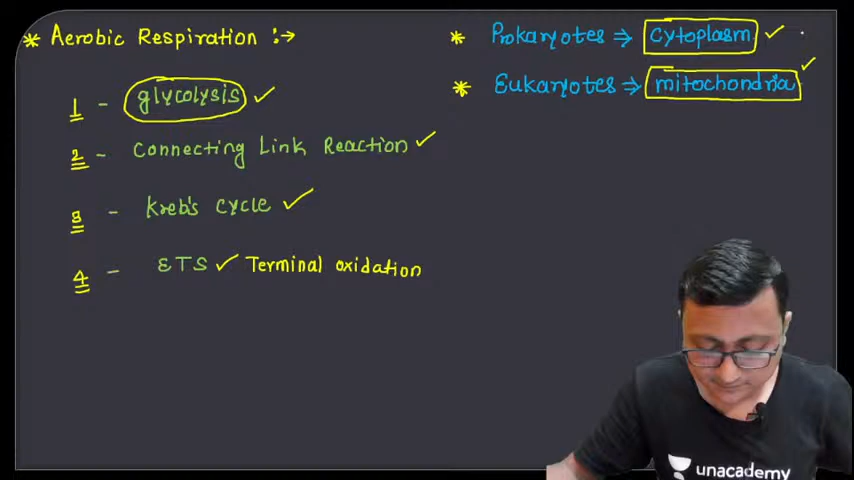 * Aerobic Respiration :→
1 - glycolysis
2 - Connecting Link Reaction
3 - Kreb's cycle
4 - ETS Terminal oxidation
* Prokaryotes ⇒ cytoplasm
* Eukaryotes ⇒ mitochondria
unacademy